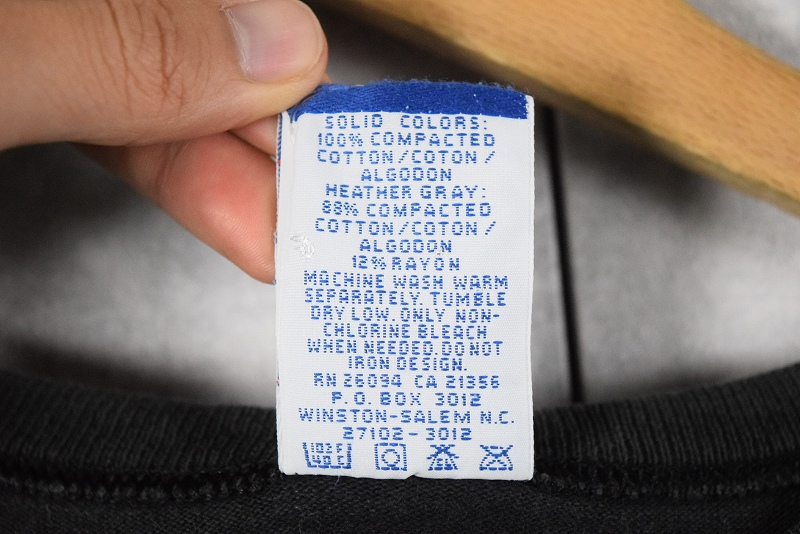 SOLID COLORS:
100% COMPACTED
COTTON/COTON/
ALGODON
HEATHER GRAY:
88% COMPACTED
COTTON/COTON/
ALGODON
12% RAYON
MACHINE WASH WARM
SEPARATELY. TUMBLE
DRY LOW. ONLY NON-
CHLORINE BLEACH
WHEN NEEDED. DO NOT
IRON DESIGN.
RN 26094 CA 21356
P.O. BOX 3012
WINSTON-SALEM N.C.
27102-3012
102F
40C